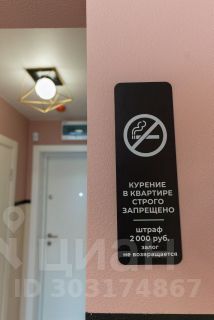 КУРЕНИЕ
В КВАРТИРЕ
СТРОГО
ЗАПРЕЩЕНО
штраф
2 000 руб.
залог
не возвращается
циан
ID 303174867